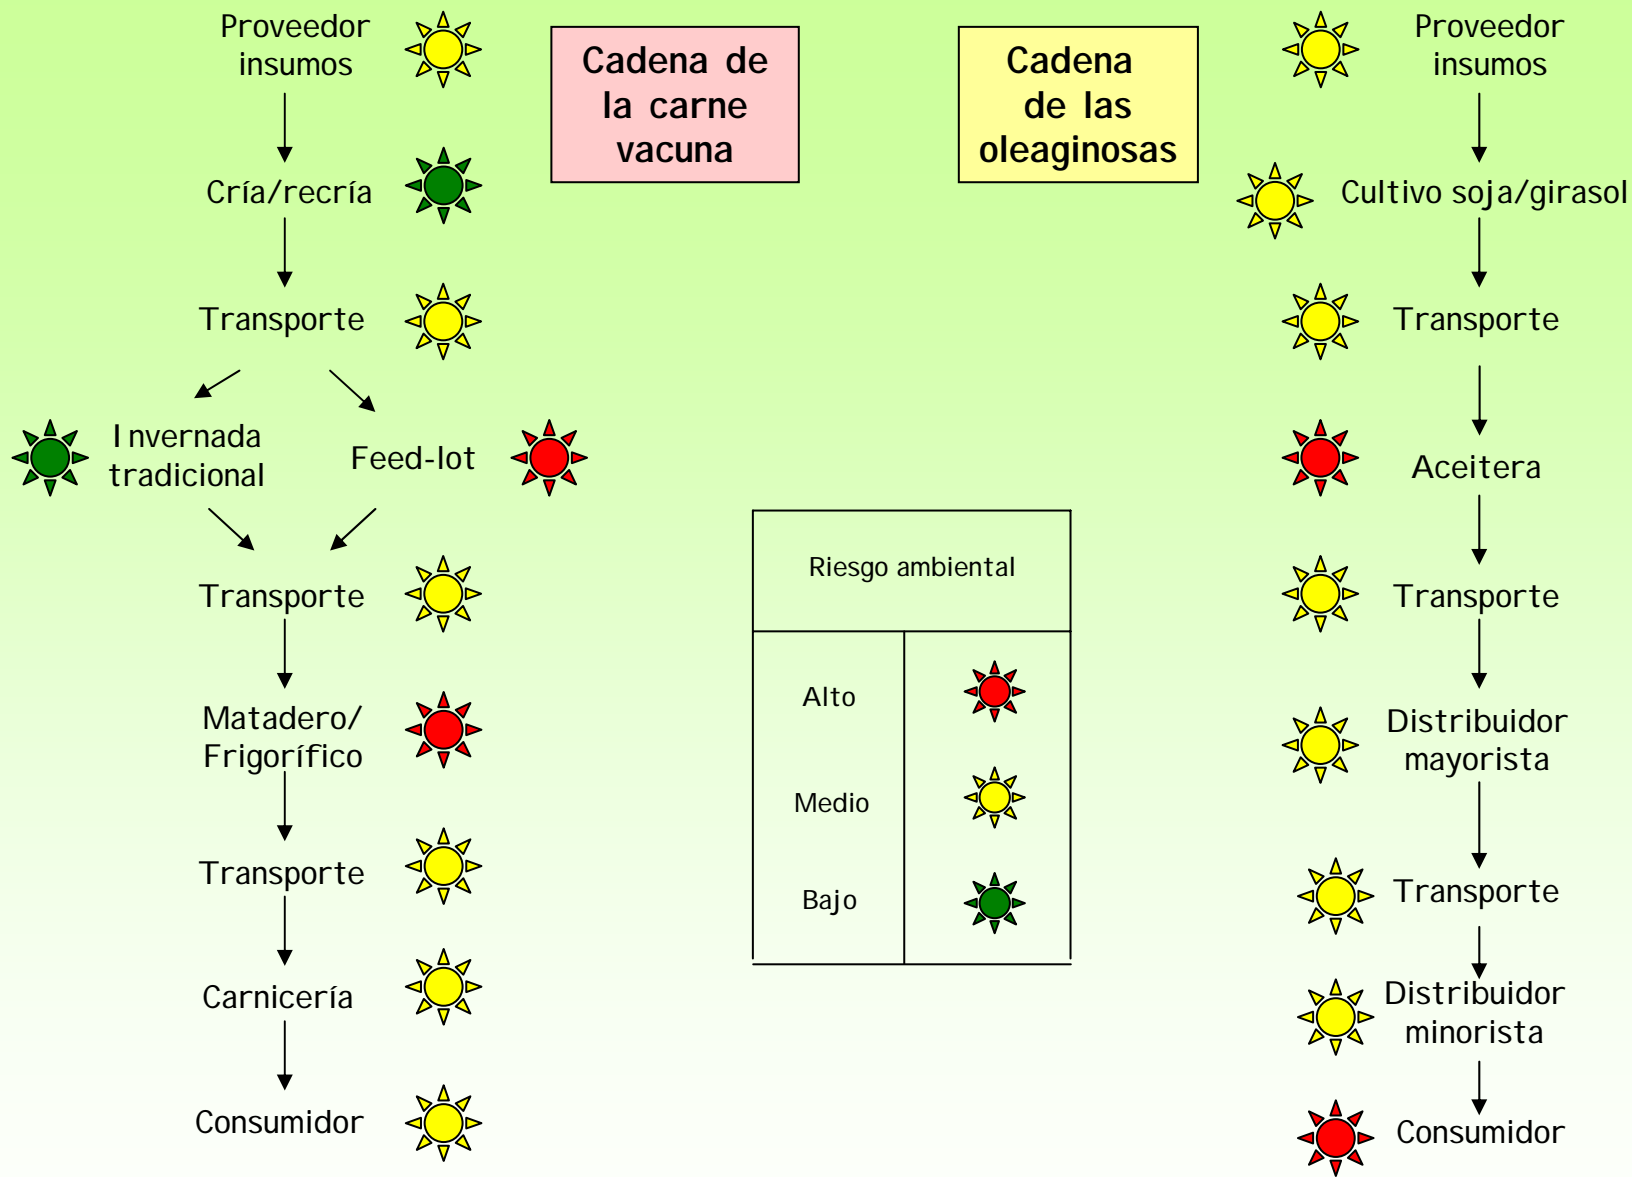 Proveedor
insumos
Cría/recría
Transporte
Invernada
tradicional
Feed-lot
Transporte
Matadero/
Frigorífico
Transporte
Carnicería
Consumidor
Cadena de
la carne
vacuna
Cadena
de las
oleaginosas
Riesgo ambiental
Alto
Medio
Bajo
Proveedor
insumos
Cultivo soja/girasol
Transporte
Aceitera
Transporte
Distribuidor
mayorista
Transporte
Distribuidor
minorista
Consumidor